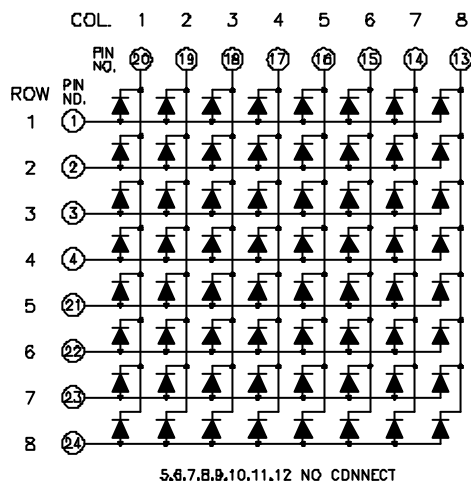 COL. 1 2 3 4 5 6 7 8
PIN NO. 20 19 18 17 16 15 14 13
ROW PIN NO.
1 1
2 2
3 3
4 4
5 21
6 22
7 23
8 24
5,6,7,8,9,10,11,12 NO CONNECT